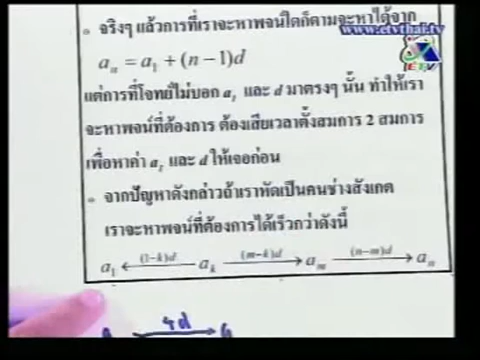 • จริงๆ แล้วการที่เราจะหาพจน์ใดก็ตามจะหาได้จาก
www.etvthai.tv
aₙ = a₁ + (n − 1)d
ETV
แต่การที่โจทย์ไม่บอก a₁ และ d มาตรงๆ นั้น ทำให้เรา
จะหาพจน์ที่ต้องการ ต้องเสียเวลาตั้งสมการ 2 สมการ
เพื่อหาค่า a₁ และ d ให้เจอก่อน
• จากปัญหาดังกล่าวถ้าเราหัดเป็นคนช่างสังเกต
เราจะหาพจน์ที่ต้องการได้เร็วกว่าดังนี้
a₁ ←(1−k)d— aₖ —(m−k)d→ aₘ —(n−m)d→ aₙ
4d